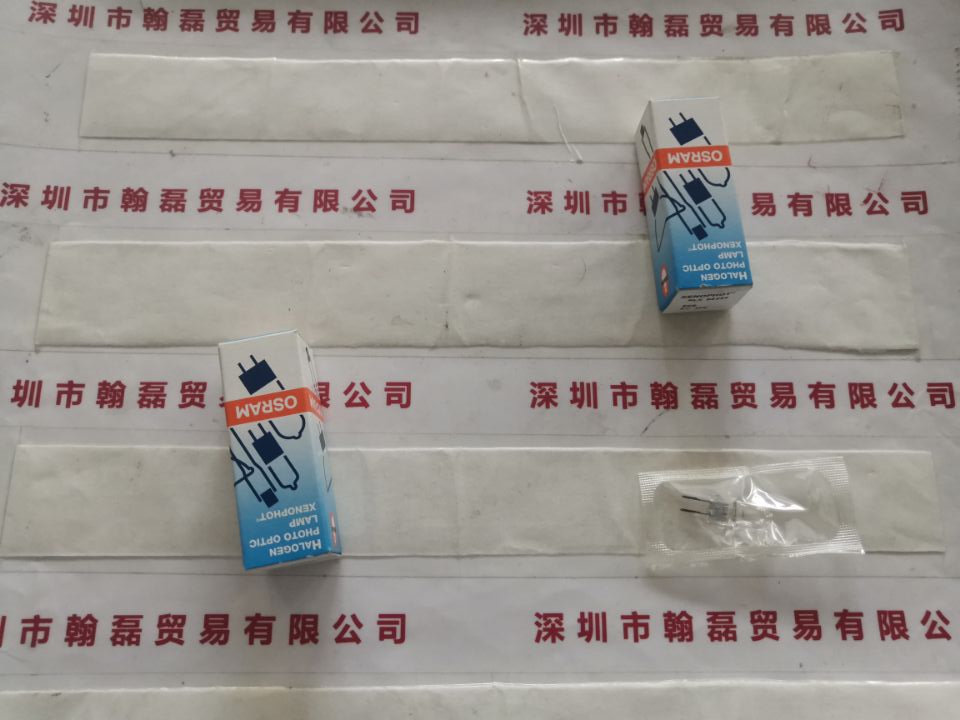 深圳市翰磊贸易有限公司
深圳市翰磊贸易有限公司
OSRAM
HALOGEN
PHOTO OPTIC
LAMP
XENOPHOT
深圳市翰磊贸易有限公司
深圳市
易有限公司
圳市翰磊贸
公司
OSRAM
HALOGEN
PHOTO OPTIC
LAMP
XENOPHOT
深圳市翰磊贸易有限公司
市翰磊贸易有限公司
深圳市翰磊贸易有限公